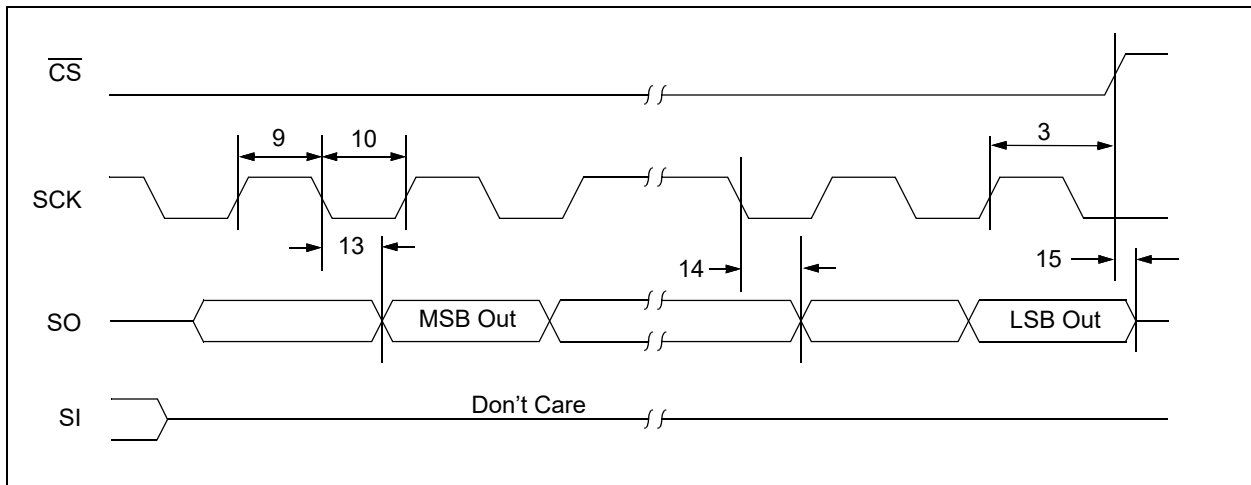 CS
9
10
3
SCK
13
14
15
SO
MSB Out
LSB Out
SI
Don't Care